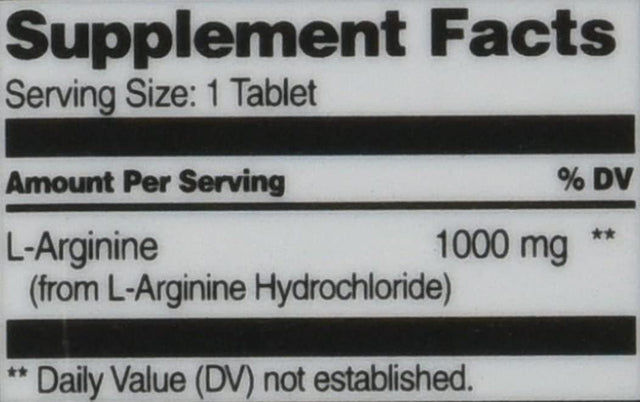 Supplement Facts
Serving Size: 1 Tablet
Amount Per Serving % DV
L-Arginine 1000 mg **
(from L-Arginine Hydrochloride)
** Daily Value (DV) not established.